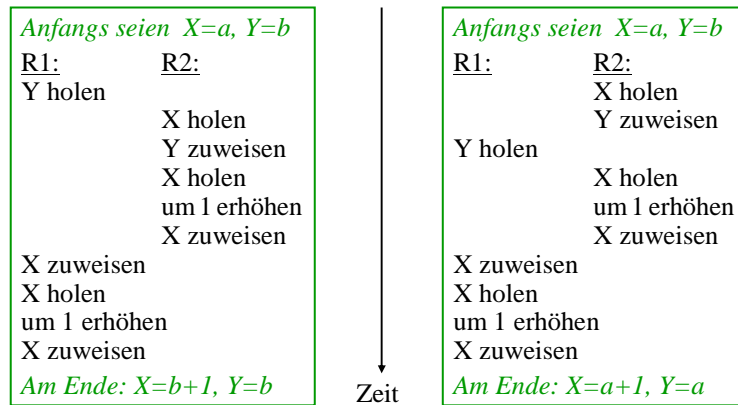 Anfangs seien X=a, Y=b
R1: R2:
Y holen
X holen
Y zuweisen
X holen
um 1 erhöhen
X zuweisen
X zuweisen
X holen
um 1 erhöhen
X zuweisen
Am Ende: X=b+1, Y=b
Zeit
Anfangs seien X=a, Y=b
R1: R2:
X holen
Y zuweisen
Y holen
X holen
um 1 erhöhen
X zuweisen
X zuweisen
X holen
um 1 erhöhen
X zuweisen
Am Ende: X=a+1, Y=a